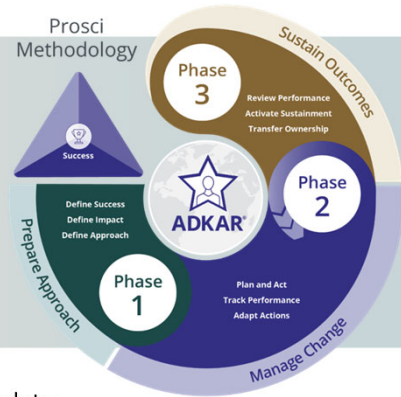 Prosci
Methodology
Success
Phase
3
Sustain Outcomes
Review Performance
Activate Sustainment
Transfer Ownership
Phase
2
ADKAR®
Define Success
Define Impact
Define Approach
Phase
1
Prepare Approach
Plan and Act
Track Performance
Adapt Actions
Manage Change